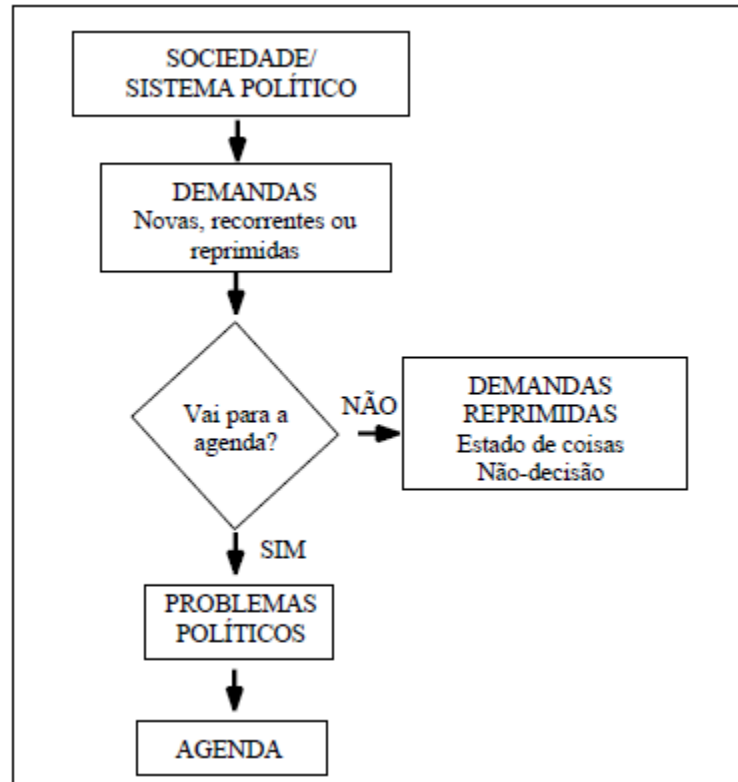 SOCIEDADE/
SISTEMA POLÍTICO
DEMANDAS
Novas, recorrentes ou
reprimidas
Vai para a
agenda?
NÃO
DEMANDAS
REPRIMIDAS
Estado de coisas
Não-decisão
SIM
PROBLEMAS
POLÍTICOS
AGENDA